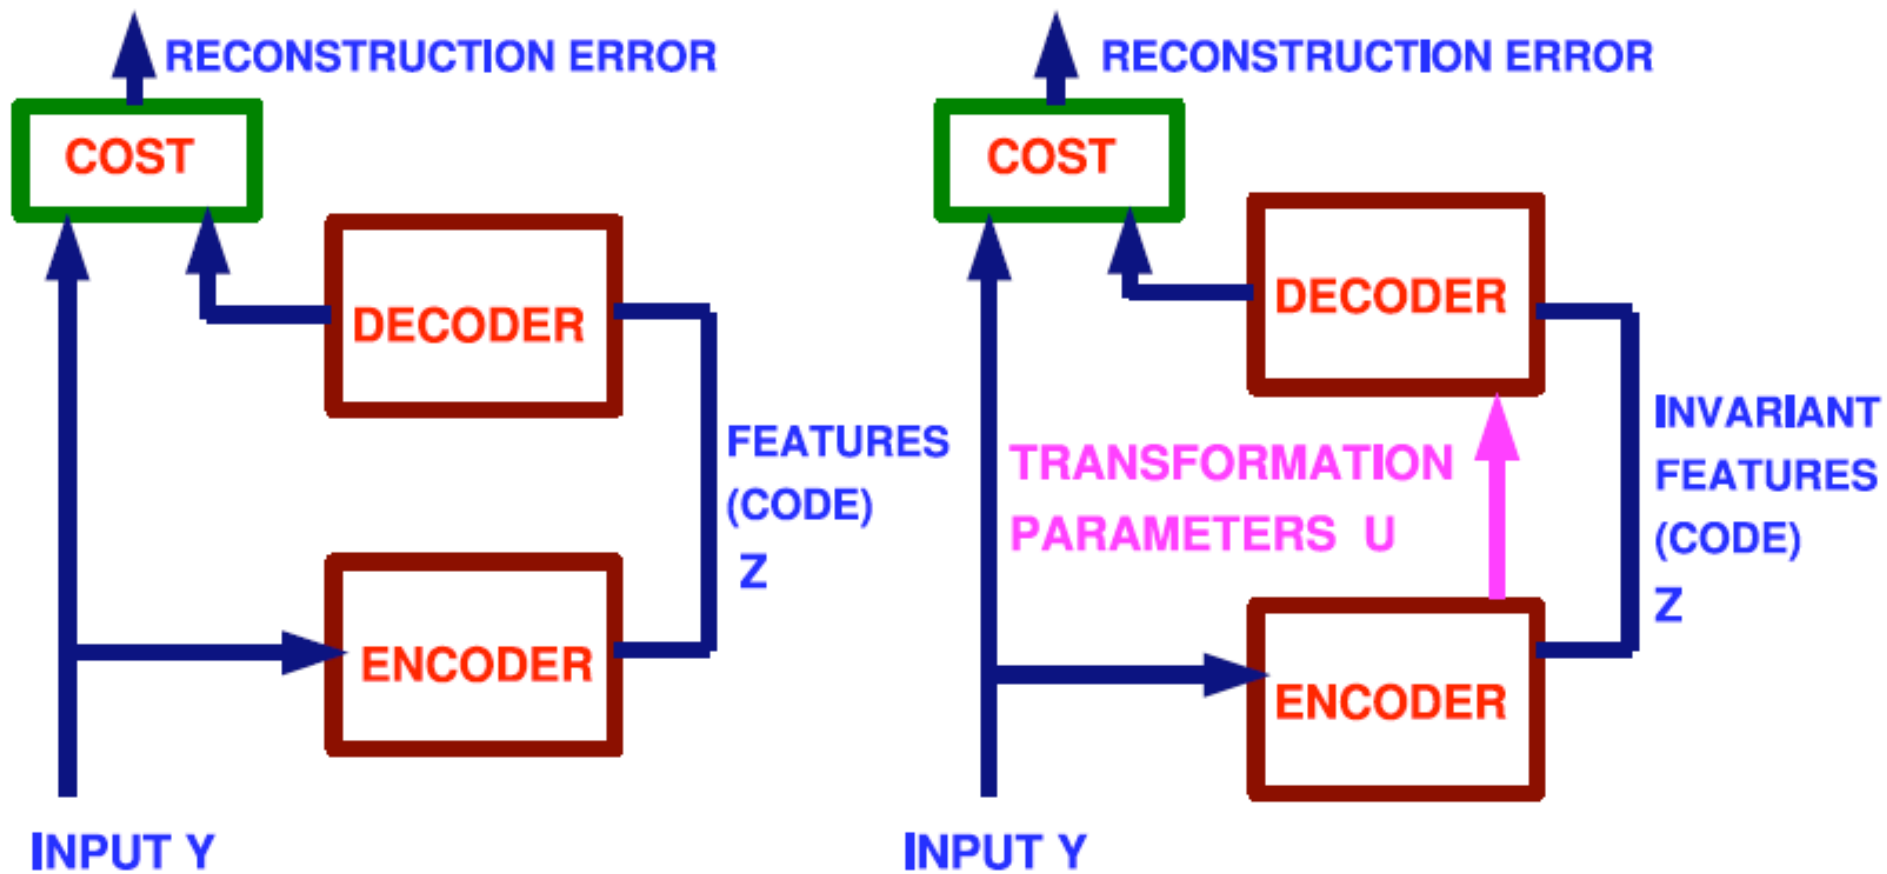 RECONSTRUCTION ERROR
COST
DECODER
FEATURES
(CODE)
Z
ENCODER
INPUT Y
RECONSTRUCTION ERROR
COST
DECODER
TRANSFORMATION
PARAMETERS U
INVARIANT
FEATURES
(CODE)
Z
ENCODER
INPUT Y